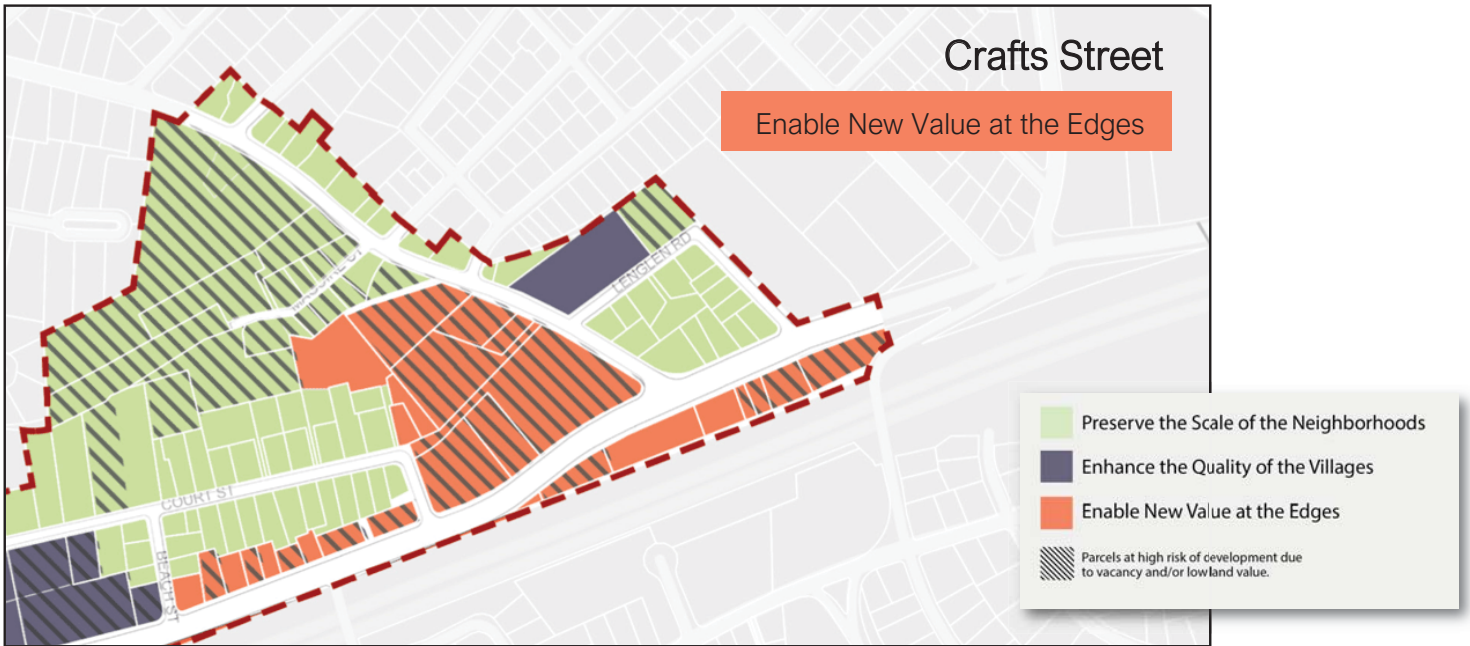 Crafts Street
Enable New Value at the Edges
LENGLEN RD
COURT ST
BEACH ST
Preserve the Scale of the Neighborhoods
Enhance the Quality of the Villages
Enable New Value at the Edges
Parcels at high risk of development due
to vacancy and/or low land value.